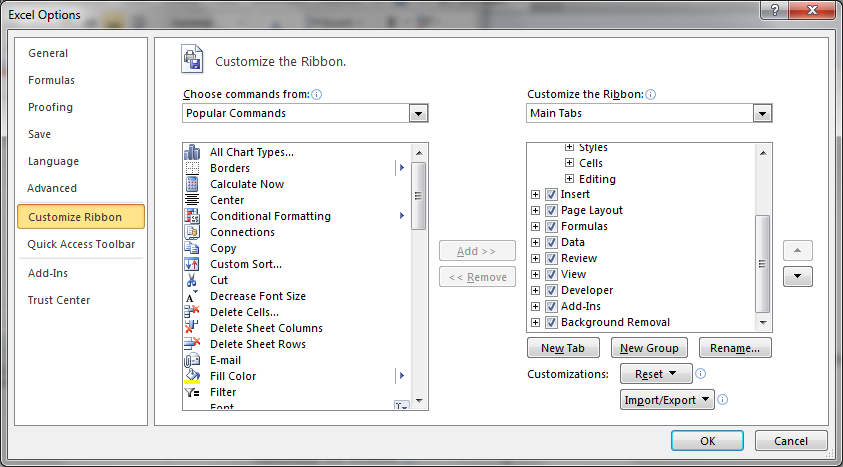 Excel Options
General
Formulas
Proofing
Save
Language
Advanced
Customize Ribbon
Quick Access Toolbar
Add-Ins
Trust Center
Customize the Ribbon.
Choose commands from:
Popular Commands
All Chart Types...
Borders
Calculate Now
Center
Conditional Formatting
Connections
Copy
Custom Sort...
Cut
Decrease Font Size
Delete Cells...
Delete Sheet Columns
Delete Sheet Rows
E-mail
Fill Color
Filter
Font
Add >>
<< Remove
Customize the Ribbon:
Main Tabs
Styles
Cells
Editing
Insert
Page Layout
Formulas
Data
Review
View
Developer
Add-Ins
Background Removal
New Tab New Group Rename...
Customizations: Reset
Import/Export
OK Cancel